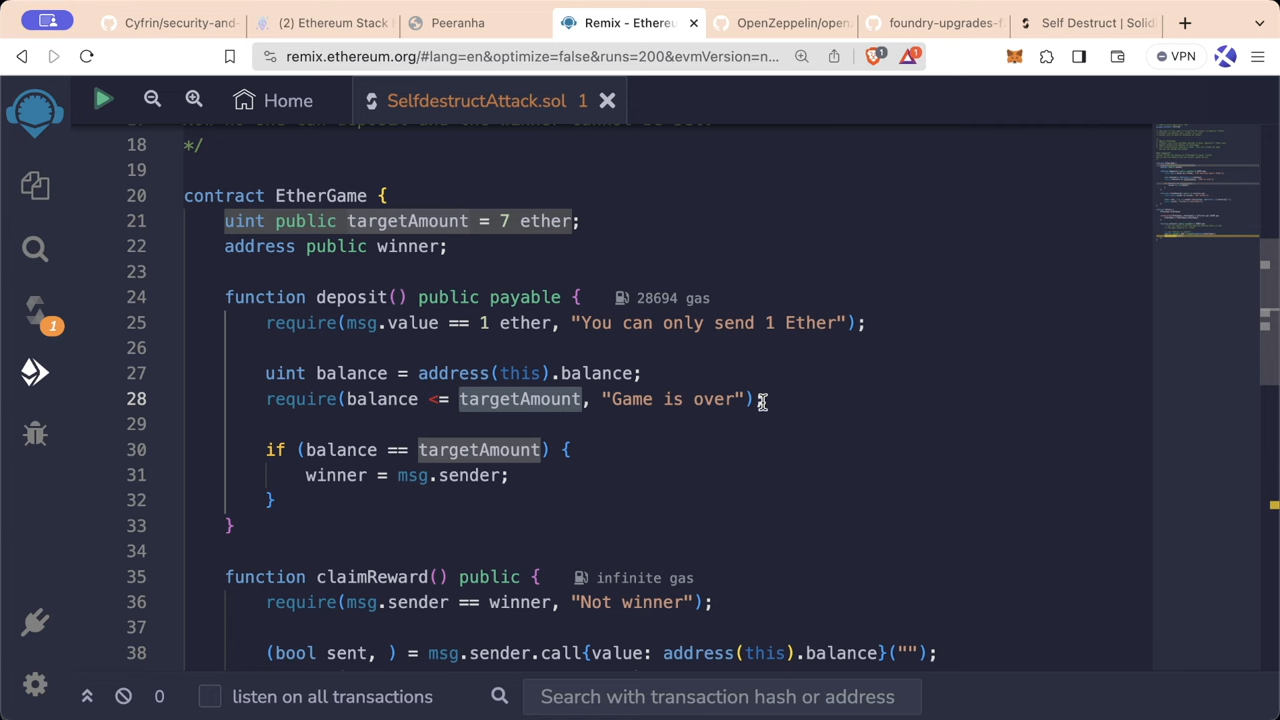 Cyfrin/security-and-
(2) Ethereum Stack
Peeranha
Remix - Ethereu
OpenZeppelin/open
foundry-upgrades-f
Self Destruct | Solid
remix.ethereum.org/#lang=en&optimize=false&runs=200&evmVersion=n...
1
1
VPN
Home
SelfdestructAttack.sol 1
18 */
19
20 contract EtherGame {
21 uint public targetAmount = 7 ether;
22 address public winner;
23
24 function deposit() public payable { 28694 gas
25 require(msg.value == 1 ether, "You can only send 1 Ether");
26
27 uint balance = address(this).balance;
28 require(balance <= targetAmount, "Game is over");
29
30 if (balance == targetAmount) {
31 winner = msg.sender;
32 }
33 }
34
35 function claimReward() public { infinite gas
36 require(msg.sender == winner, "Not winner");
37
38 (bool sent, ) = msg.sender.call{value: address(this).balance}("");
1
0
listen on all transactions
Search with transaction hash or address